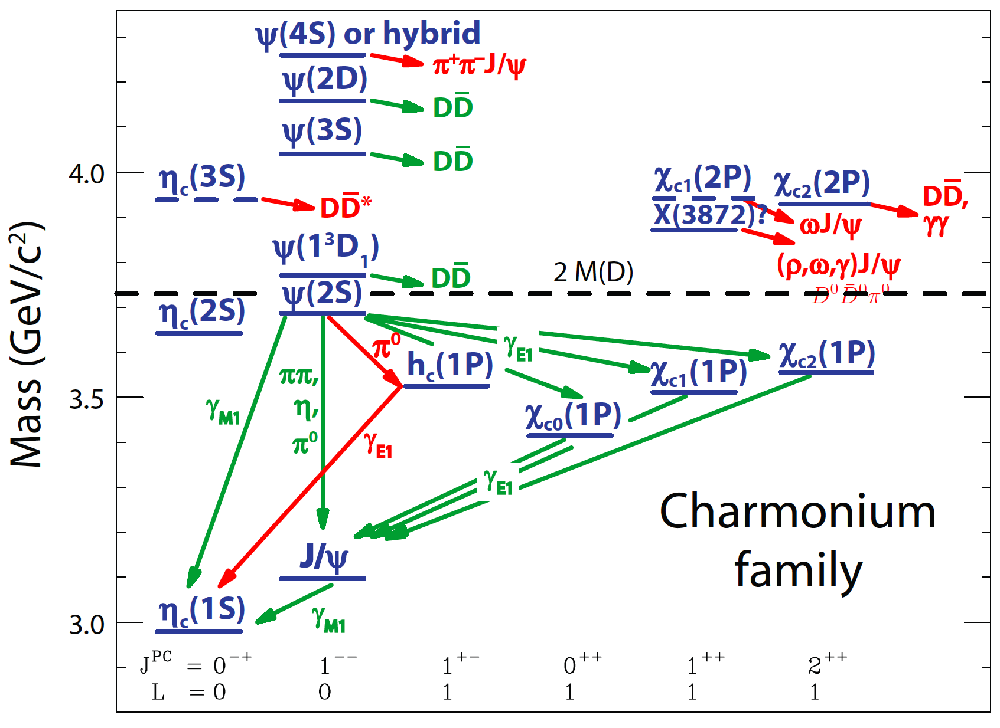 Mass (GeV/c²)
4.0
3.5
3.0
ψ(4S) or hybrid
π⁺π⁻J/ψ
ψ(2D)
DD̅
ψ(3S)
DD̅
η_c(3S)
DD̅*
χ_c1(2P)
χ_c2(2P)
DD̅,
γγ
X(3872)?
ωJ/ψ
ψ(1³D₁)
DD̅
2 M(D)
(ρ,ω,γ)J/ψ
D⁰D̅⁰π⁰
ψ(2S)
η_c(2S)
π⁰
γ_E1
h_c(1P)
χ_c1(1P)
χ_c2(1P)
ππ,
η,
π⁰
γ_M1
γ_E1
χ_c0(1P)
γ_E1
J/ψ
η_c(1S)
γ_M1
Charmonium
family
J^PC = 0⁻⁺ 1⁻⁻ 1⁺⁻ 0⁺⁺ 1⁺⁺ 2⁺⁺
L = 0 0 1 1 1 1